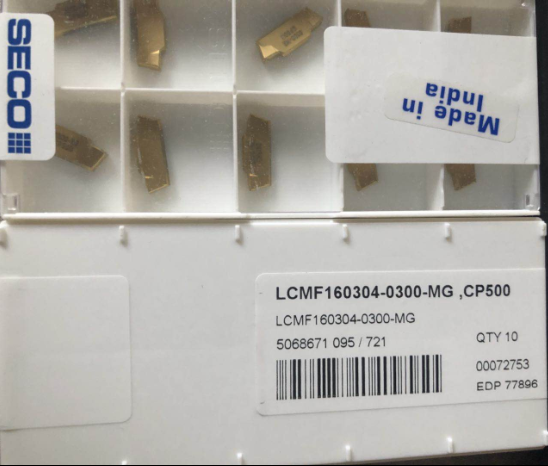 SECO
Made in
India
LCMF160304-0300-MG ,CP500
LCMF160304-0300-MG
5068671 095 / 721
QTY 10
00072753
EDP 77896